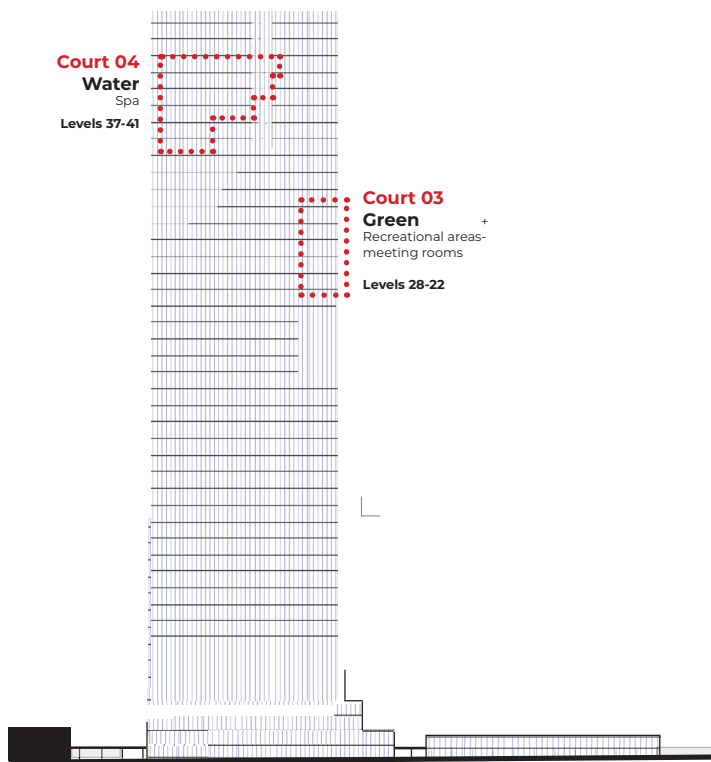 Court 04
Water
Spa
Levels 37-41
Court 03
Green +
Recreational areas-
meeting rooms
Levels 28-22